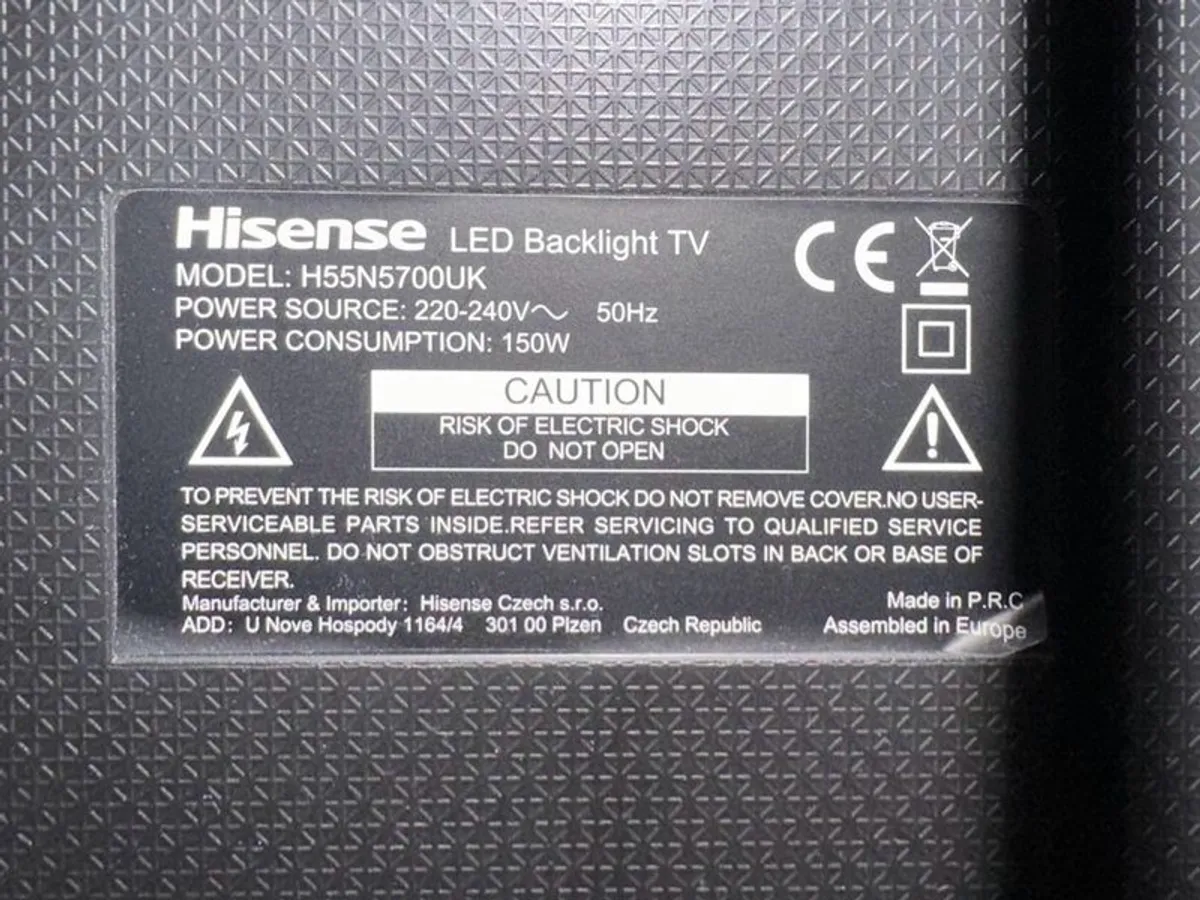 Hisense LED Backlight TV
MODEL: H55N5700UK
POWER SOURCE: 220-240V～ 50Hz
POWER CONSUMPTION: 150W
CE
CAUTION
RISK OF ELECTRIC SHOCK
DO NOT OPEN
TO PREVENT THE RISK OF ELECTRIC SHOCK DO NOT REMOVE COVER.NO USER-
SERVICEABLE PARTS INSIDE.REFER SERVICING TO QUALIFIED SERVICE
PERSONNEL. DO NOT OBSTRUCT VENTILATION SLOTS IN BACK OR BASE OF
RECEIVER.
Manufacturer & Importer: Hisense Czech s.r.o. Made in P.R.C
ADD: U Nove Hospody 1164/4 301 00 Plzen Czech Republic Assembled in Europe